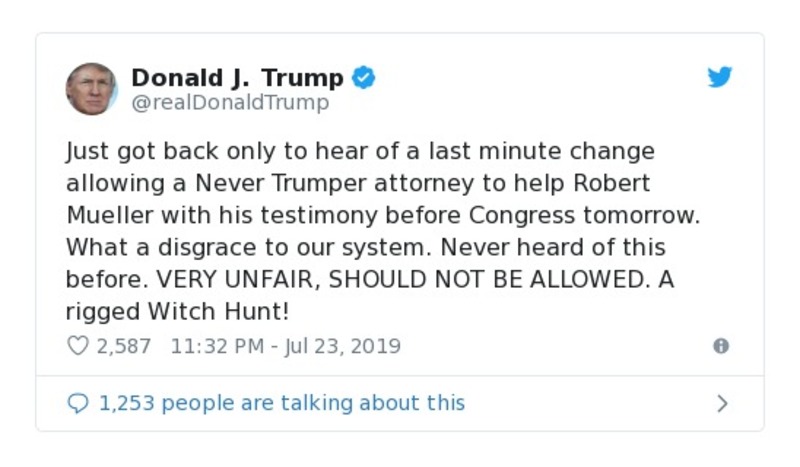 Donald J. Trump
@realDonaldTrump
Just got back only to hear of a last minute change
allowing a Never Trumper attorney to help Robert
Mueller with his testimony before Congress tomorrow.
What a disgrace to our system. Never heard of this
before. VERY UNFAIR, SHOULD NOT BE ALLOWED. A
rigged Witch Hunt!
2,587 11:32 PM - Jul 23, 2019
1,253 people are talking about this